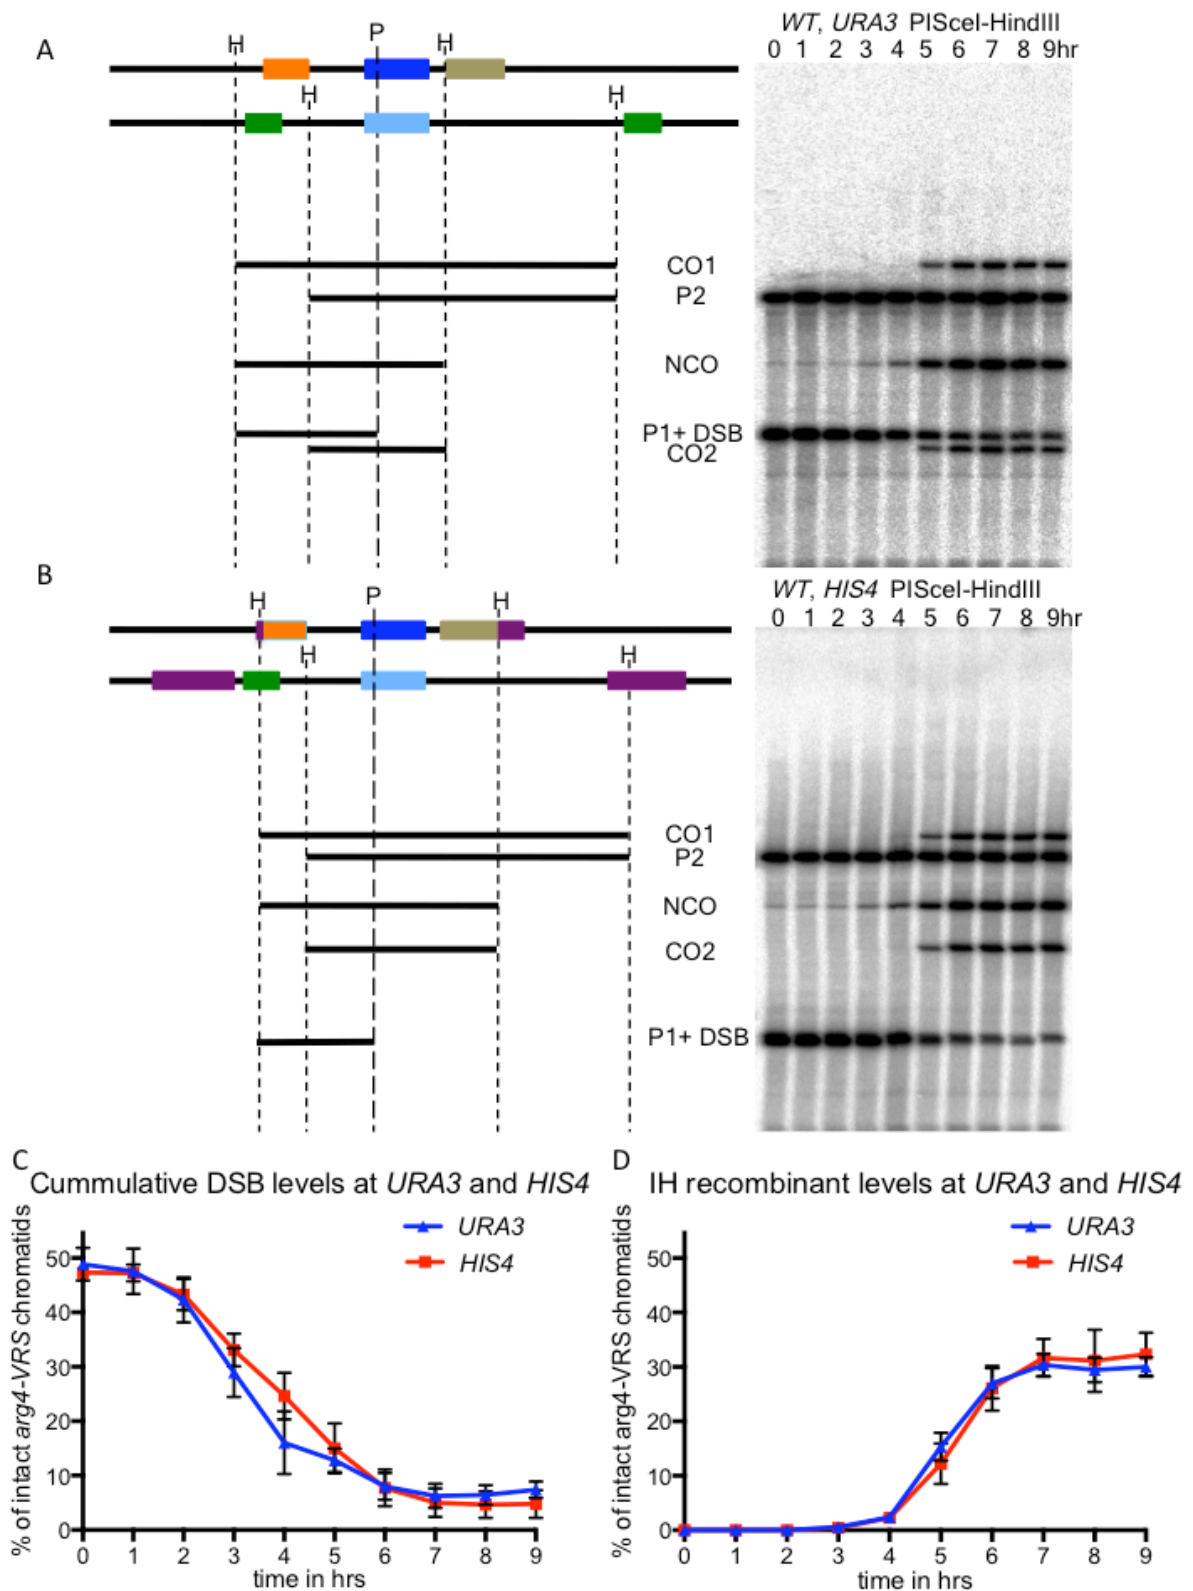 A
H
P
H
H
H
CO1
P2
NCO
P1+ DSB
CO2
WT, URA3 PISceI-HindIII
0 1 2 3 4 5 6 7 8 9hr
B
H
P
H
H
H
CO1
P2
NCO
CO2
P1+ DSB
WT, HIS4 PISceI-HindIII
0 1 2 3 4 5 6 7 8 9hr
C
Cummulative DSB levels at URA3 and HIS4
% of intact arg4-VRS chromatids
50
40
30
20
10
0
URA3
HIS4
0 1 2 3 4 5 6 7 8 9
time in hrs
D
IH recombinant levels at URA3 and HIS4
% of intact arg4-VRS chromatids
50
40
30
20
10
0
URA3
HIS4
0 1 2 3 4 5 6 7 8 9
time in hrs